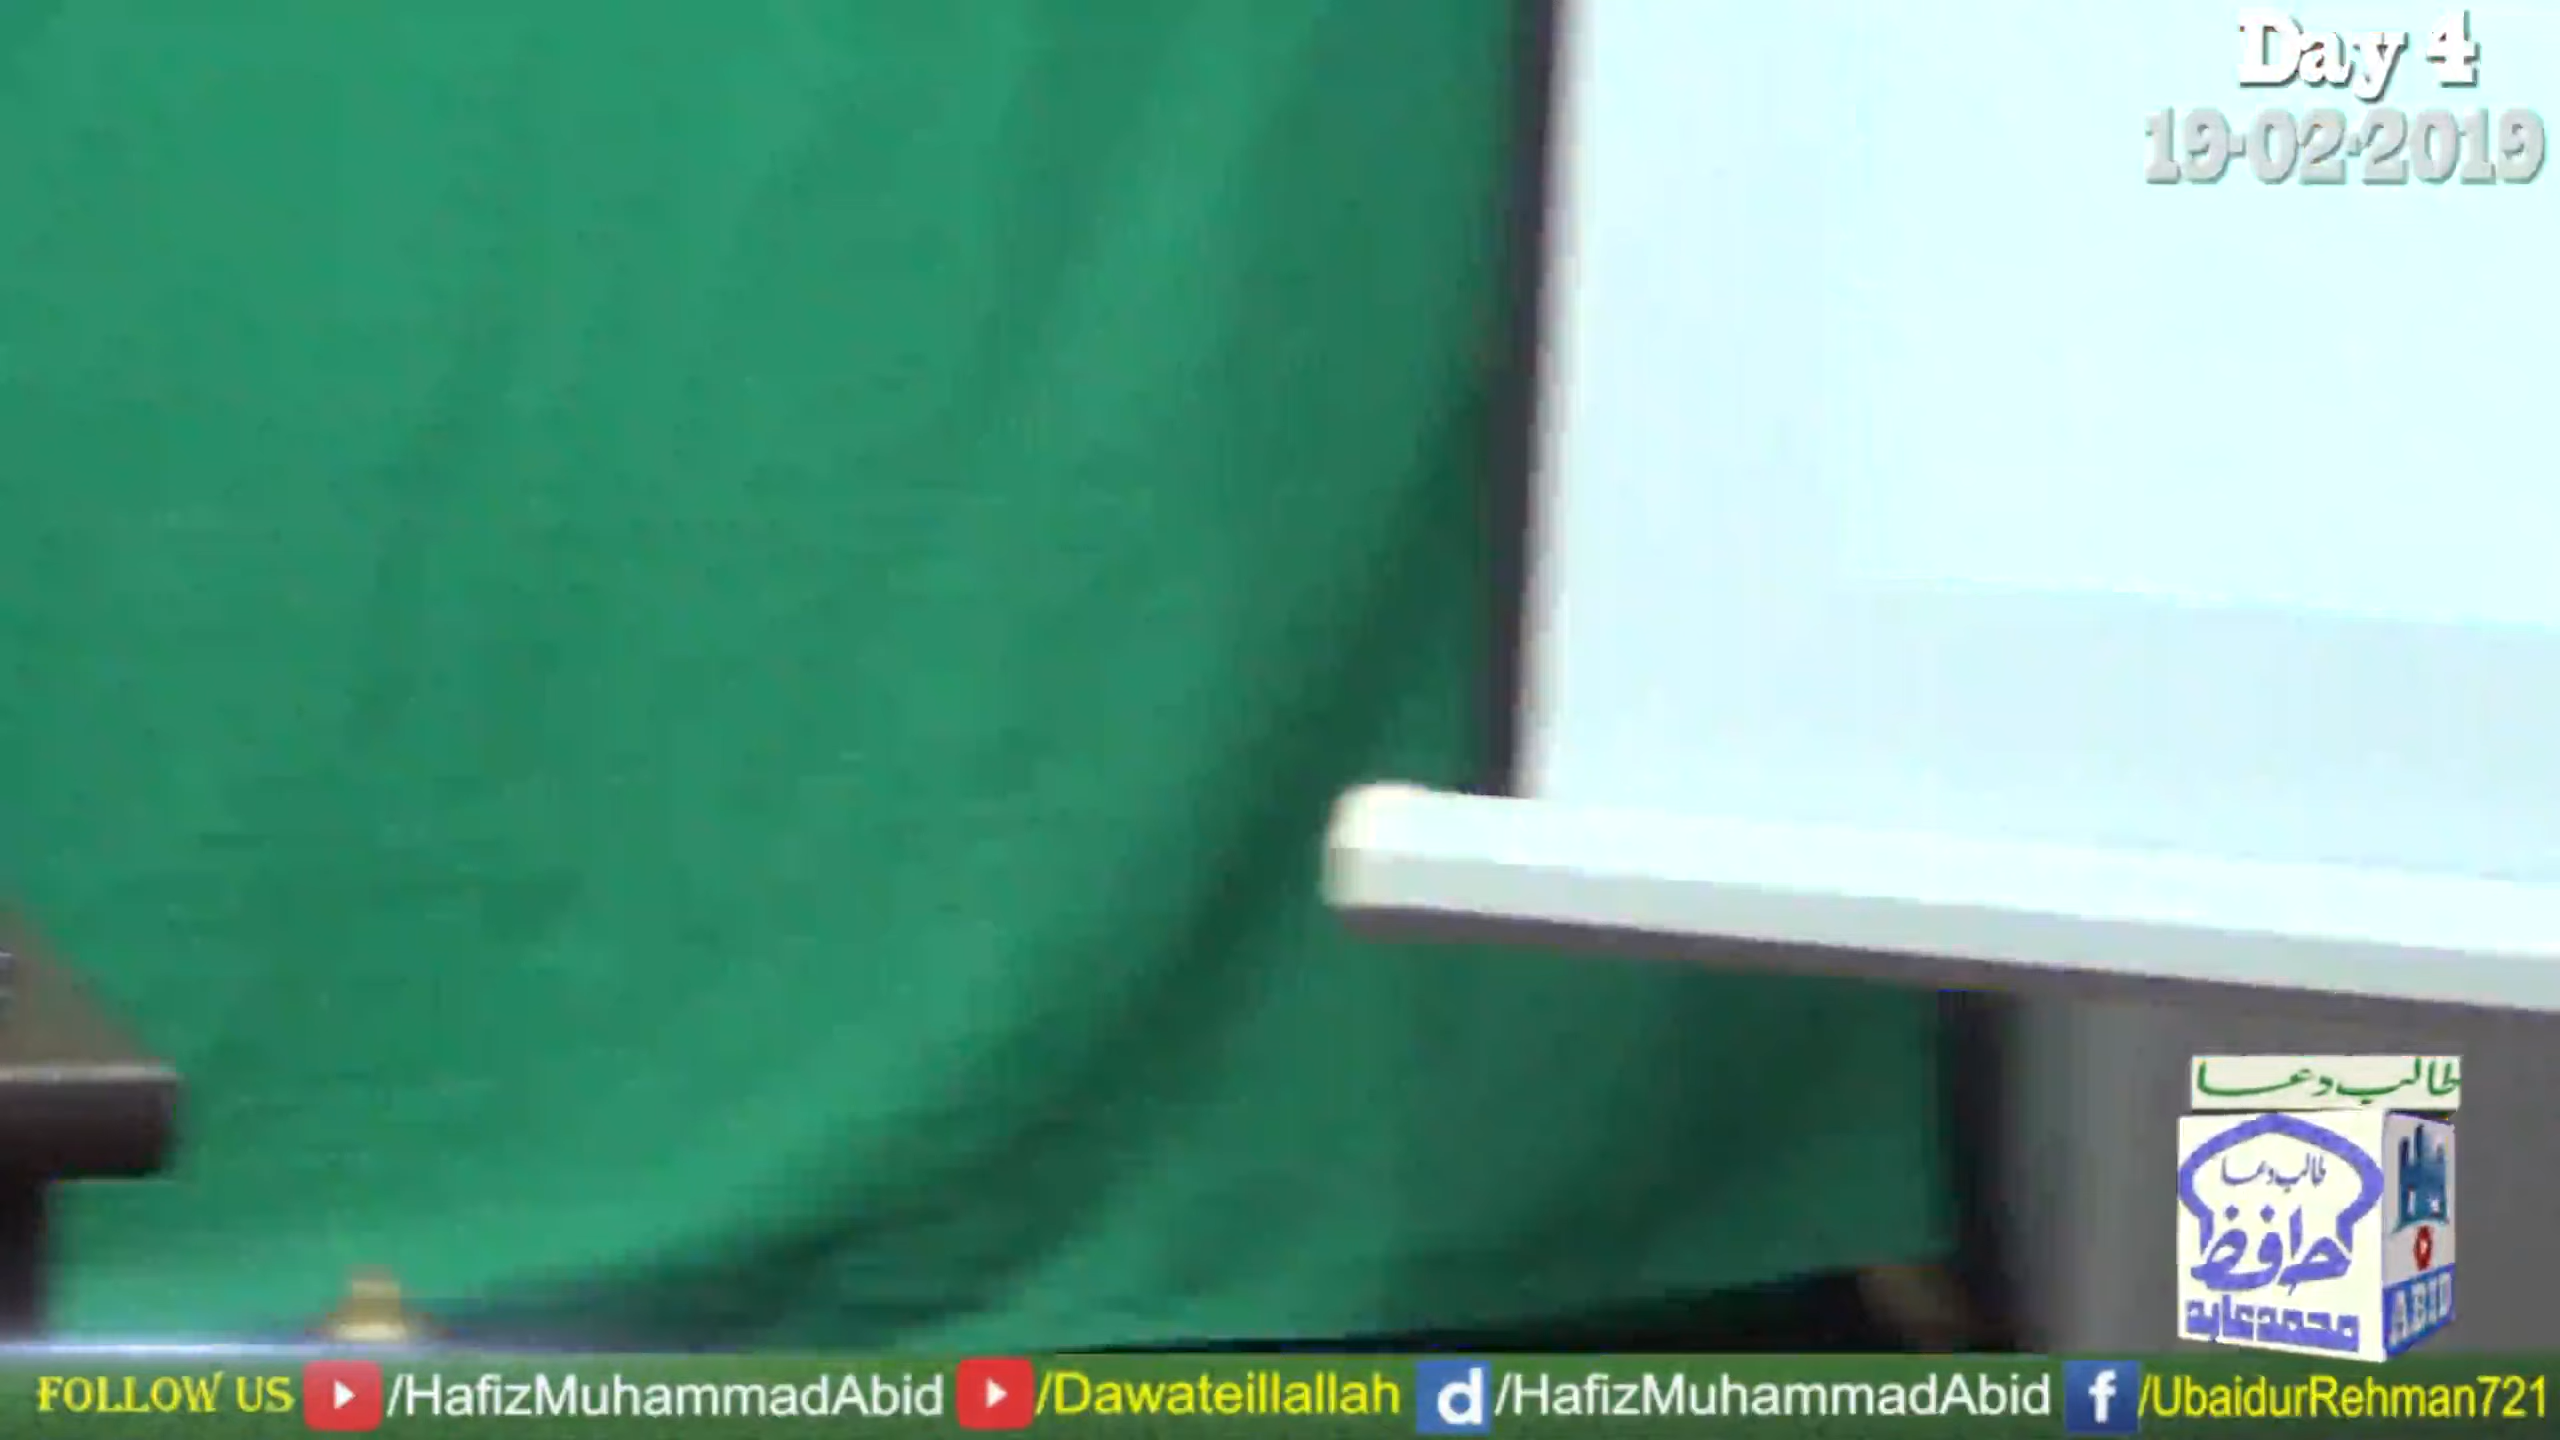 Day 4
19-02-2019
طالب دعا
طالب دعا
حافظ
محمد عابد
ABID
FOLLOW US /HafizMuhammadAbid /Dawateillallah /HafizMuhammadAbid /UbaidurRehman721